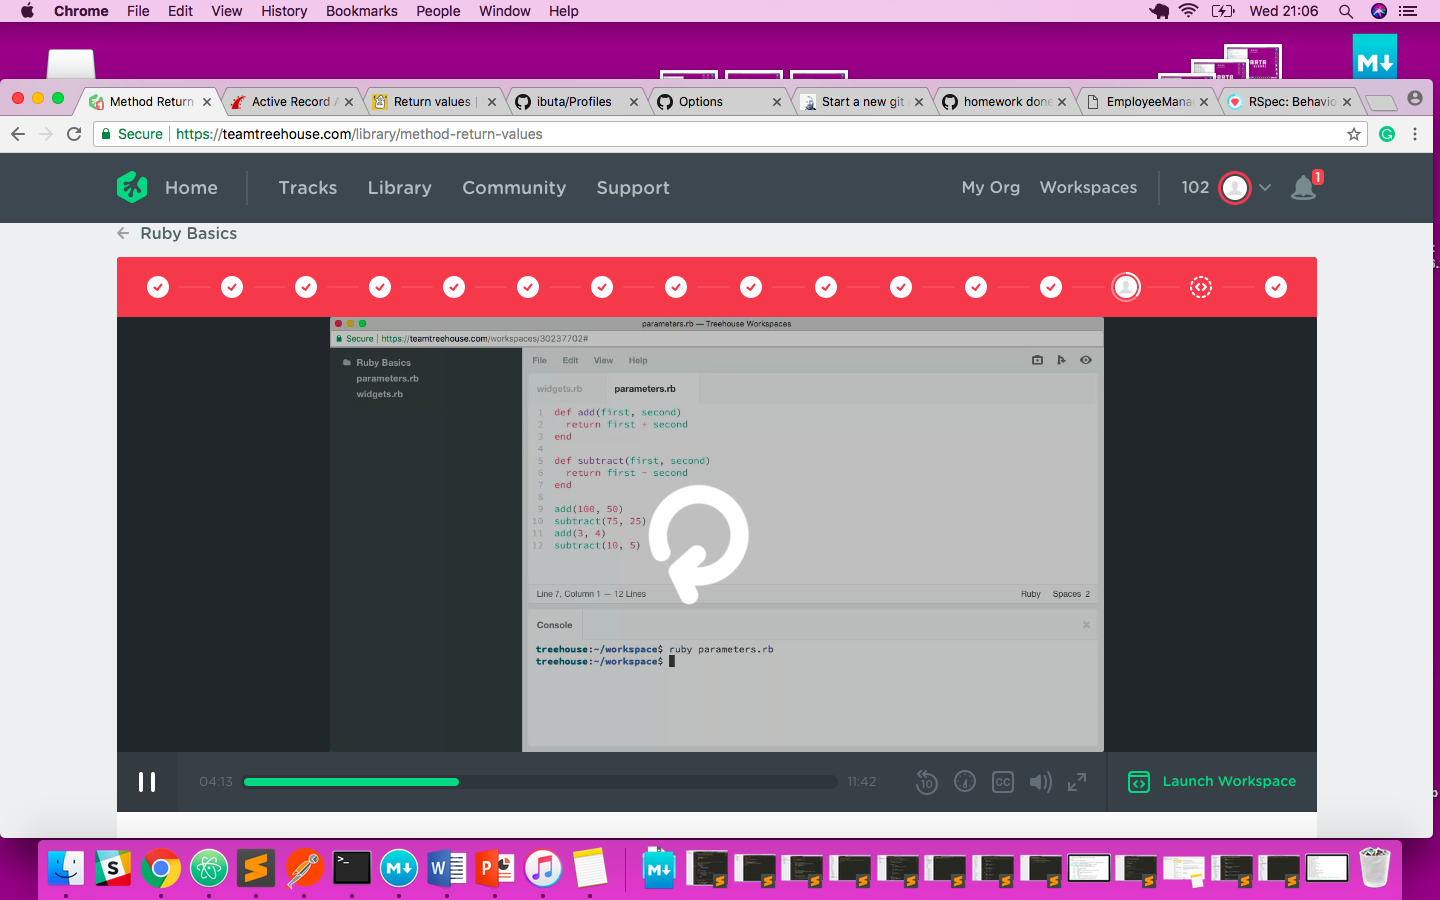 Chrome File Edit View History Bookmarks People Window Help Wed 21:06
Method Return Active Record A Return values | ibuta/Profiles Options Start a new git homework done EmployeeMana RSpec: Behavio
Secure https://teamtreehouse.com/library/method-return-values
Home Tracks Library Community Support My Org Workspaces 102 1
Ruby Basics
parameters.rb — Treehouse Workspaces
Secure https://teamtreehouse.com/workspaces/30237702#
Ruby Basics
parameters.rb
widgets.rb
File Edit View Help
widgets.rb parameters.rb
1 def add(first, second)
2 return first + second
3 end
4
5 def subtract(first, second)
6 return first - second
7 end
8
9 add(100, 50)
10 subtract(75, 25)
11 add(3, 4)
12 subtract(10, 5)
Line 7, Column 1 — 12 Lines Ruby Spaces 2
Console
treehouse:~/workspace$ ruby parameters.rb
treehouse:~/workspace$
04:13 11:42 10 CC Launch Workspace